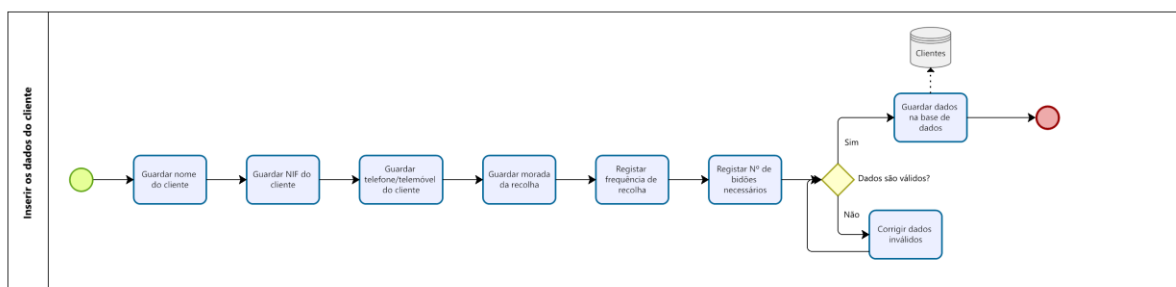 Inserir os dados do cliente
Guardar nome
do cliente
Guardar NIF do
cliente
Guardar
telefone/telemóvel
do cliente
Guardar morada
da recolha
Registar
frequência de
recolha
Registar Nº de
bidões
necessários
Dados são válidos?
Sim
Guardar dados
na base de
dados
Clientes
Não
Corrigir dados
inválidos